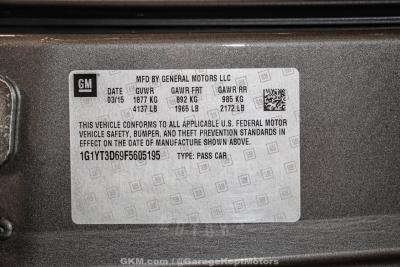 GM
MFD BY GENERAL MOTORS LLC
DATE GVWR GAWR FRT GAWR RR
03/15 1877 KG 892 KG 985 KG
4137 LB 1965 LB 2172 LB
THIS VEHICLE CONFORMS TO ALL APPLICABLE U.S. FEDERAL MOTOR
VEHICLE SAFETY, BUMPER, AND THEFT PREVENTION STANDARDS IN
EFFECT ON THE DATE OF MANUFACTURE SHOWN ABOVE.
1G1YT3D69F5605195 TYPE: PASS CAR
GKM.com - @GarageKeptMotors